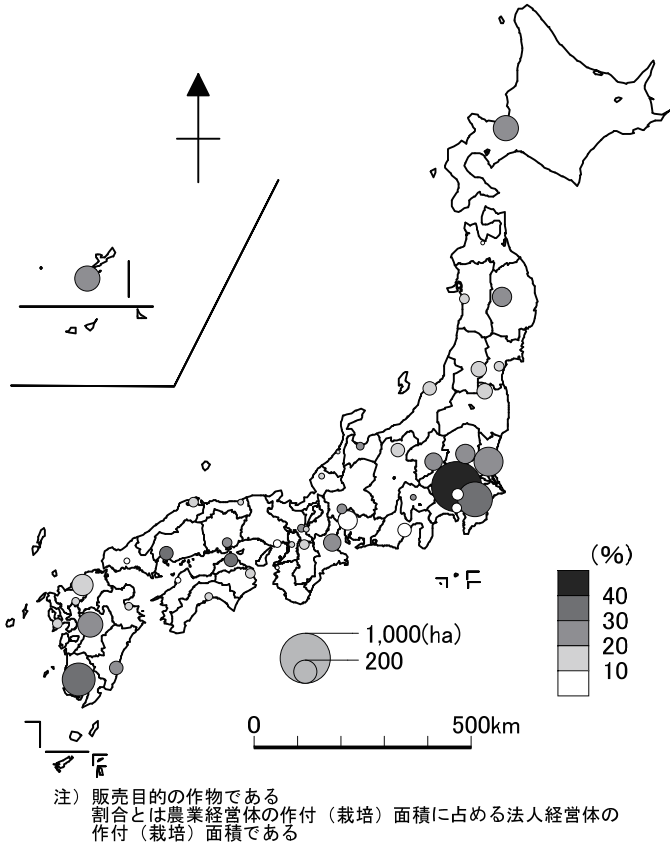 (%)
40
30
20
10
1,000(ha)
200
0 500km
注）販売目的の作物である
割合とは農業経営体の作付（栽培）面積に占める法人経営体の
作付（栽培）面積である